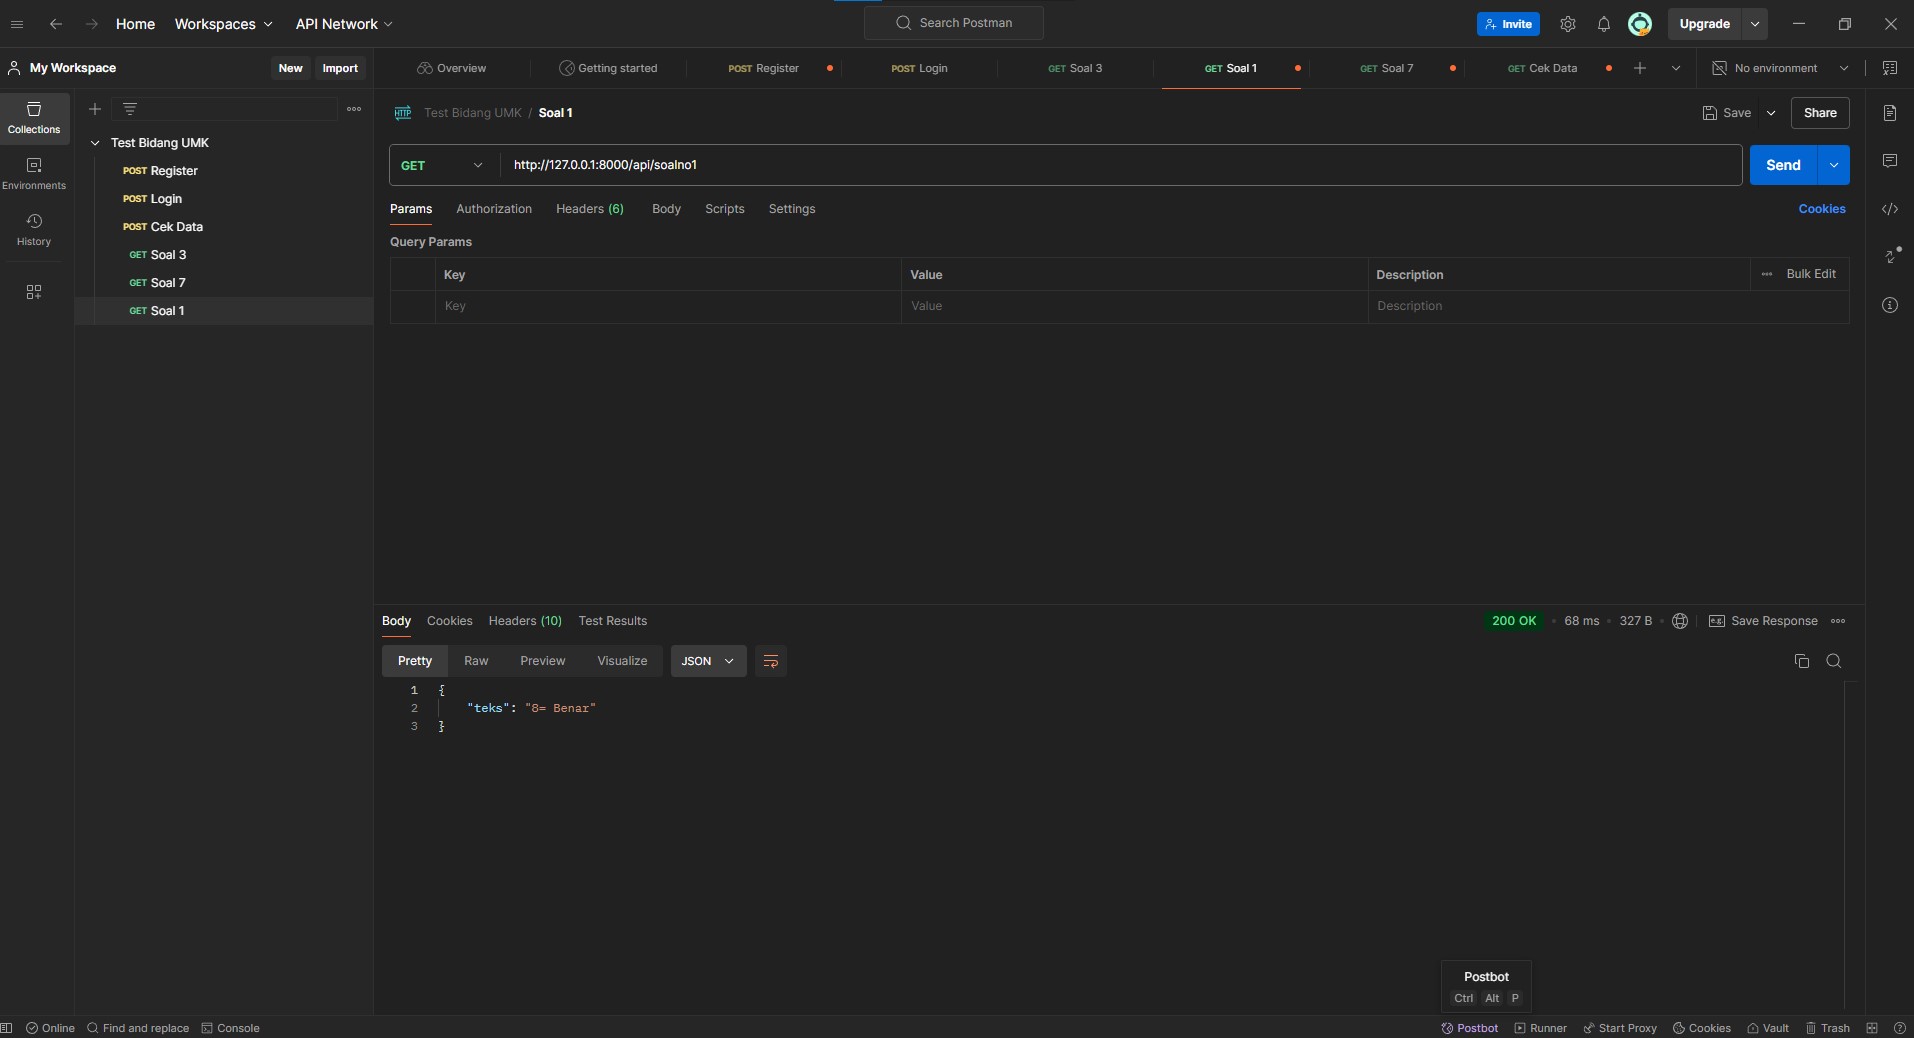 Home Workspaces API Network Search Postman Invite Upgrade
My Workspace New Import Overview Getting started POST Register POST Login GET Soal 3 GET Soal 1 GET Soal 7 GET Cek Data No environment
Collections
Environments
History
Test Bidang UMK
POST Register
POST Login
POST Cek Data
GET Soal 3
GET Soal 7
GET Soal 1
HTTP Test Bidang UMK / Soal 1 Save Share
GET http://127.0.0.1:8000/api/soalno1 Send
Params Authorization Headers (6) Body Scripts Settings Cookies
Query Params
Key Value Description Bulk Edit
Key Value Description
Body Cookies Headers (10) Test Results 200 OK 68 ms 327 B e.g. Save Response
Pretty Raw Preview Visualize JSON
1 {
2 "teks": "8= Benar"
3 }
Postbot
Ctrl Alt P
Online Find and replace Console Postbot Runner Start Proxy Cookies Vault Trash